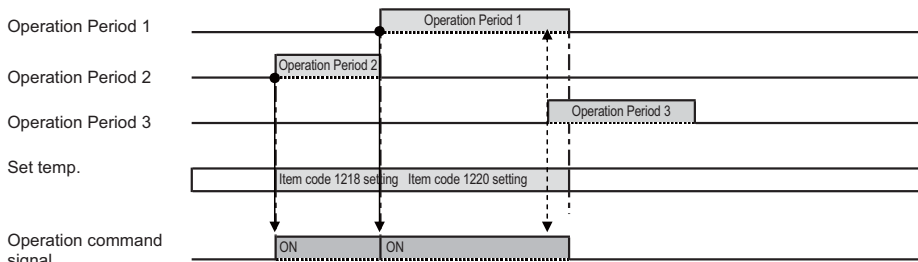 Operation Period 1
Operation Period 1
Operation Period 2
Operation Period 2
Operation Period 3
Operation Period 3
Set temp.
Item code 1218 setting Item code 1220 setting
Operation command
ON ON
signal